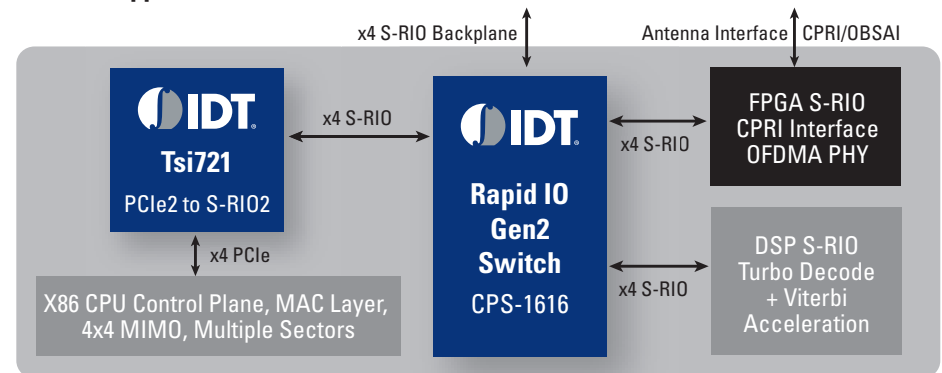 x4 S-RIO Backplane
Antenna Interface
CPRI/OBSAI
IDT
Tsi721
PCIe2 to S-RIO2
x4 S-RIO
IDT
Rapid IO
Gen2
Switch
CPS-1616
x4 S-RIO
FPGA S-RIO
CPRI Interface
OFDMA PHY
x4 PCIe
X86 CPU Control Plane, MAC Layer,
4x4 MIMO, Multiple Sectors
x4 S-RIO
DSP S-RIO
Turbo Decode
+ Viterbi
Acceleration